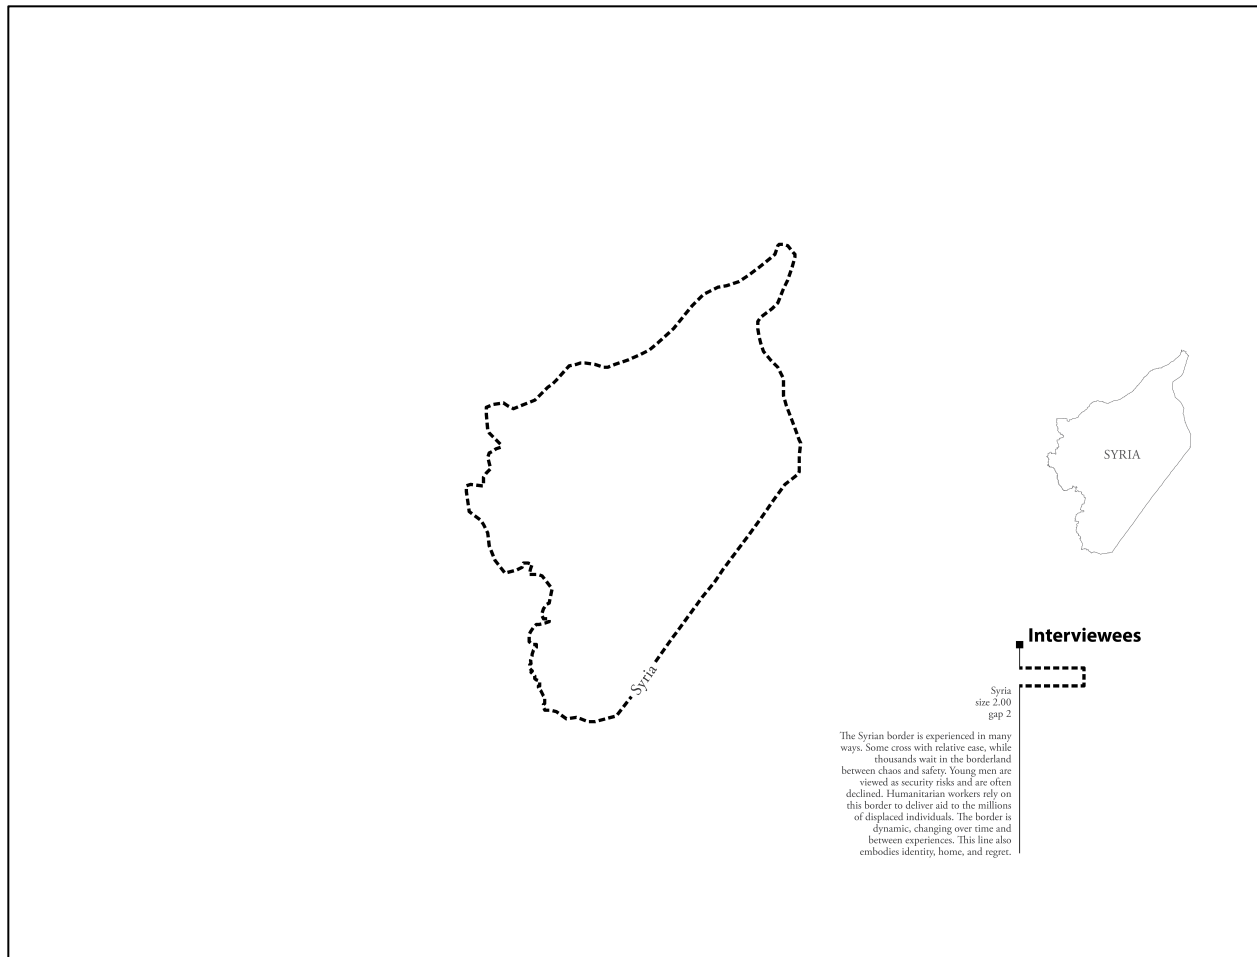 Syria
SYRIA
Interviewees
Syria
size 2.00
gap 2
The Syrian border is experienced in many
ways. Some cross with relative ease, while
thousands wait in the borderland
between chaos and safety. Young men are
viewed as security risks and are often
declined. Humanitarian workers rely on
this border to deliver aid to the millions
of displaced individuals. The border is
dynamic, changing over time and
between experiences. This line also
embodies identity, home, and regret.